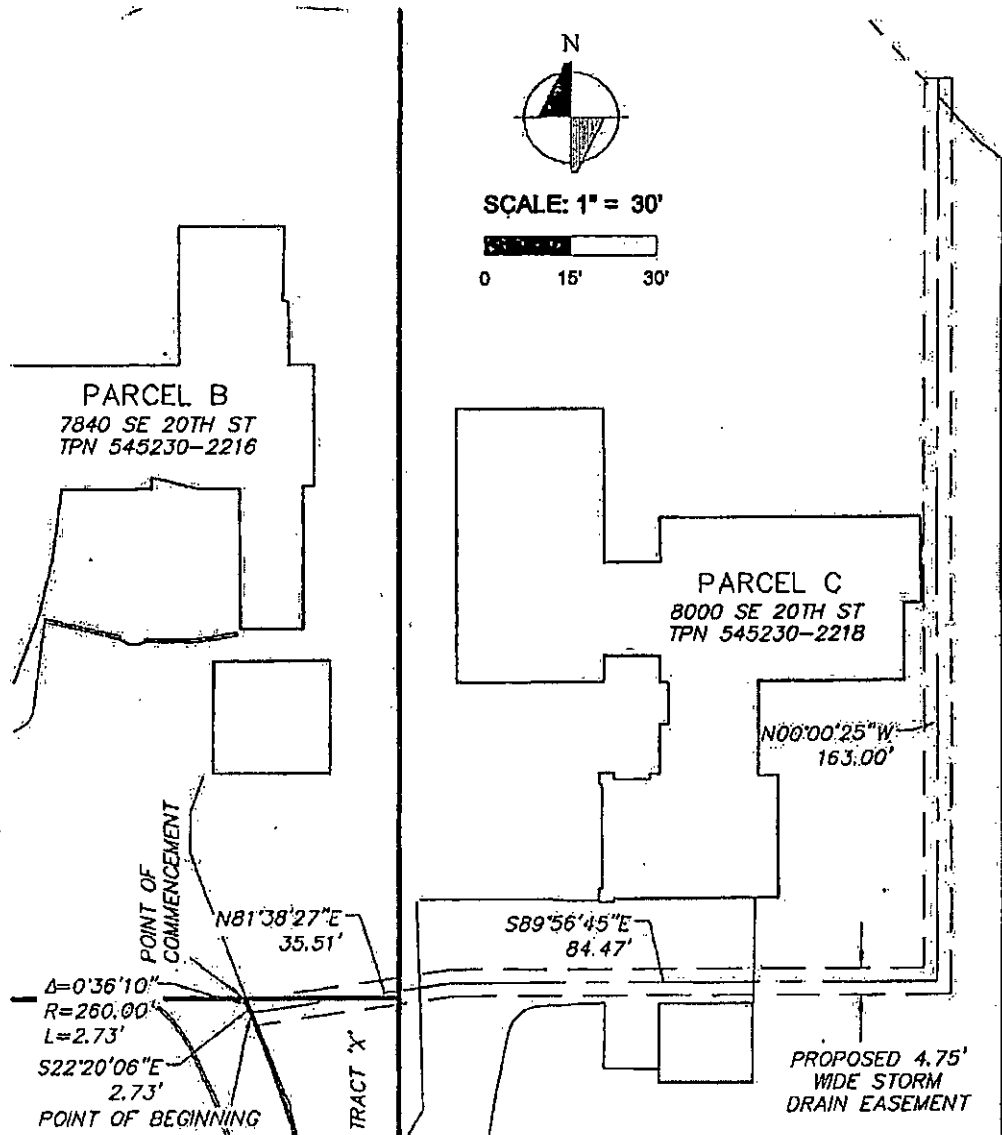 N
SCALE: 1" = 30'
0 15' 30'
PARCEL B
7840 SE 20TH ST
TPN 545230-2216
PARCEL C
8000 SE 20TH ST
TPN 545230-2218
N00°00'25"W
163.00'
POINT OF
COMMENCEMENT
N81°38'27"E
35.51'
S89°56'45"E
84.47'
Δ=0°36'10"
R=260.00'
L=2.73'
S22°20'06"E
2.73'
POINT OF BEGINNING
TRACT 'X'
PROPOSED 4.75'
WIDE STORM
DRAIN EASEMENT